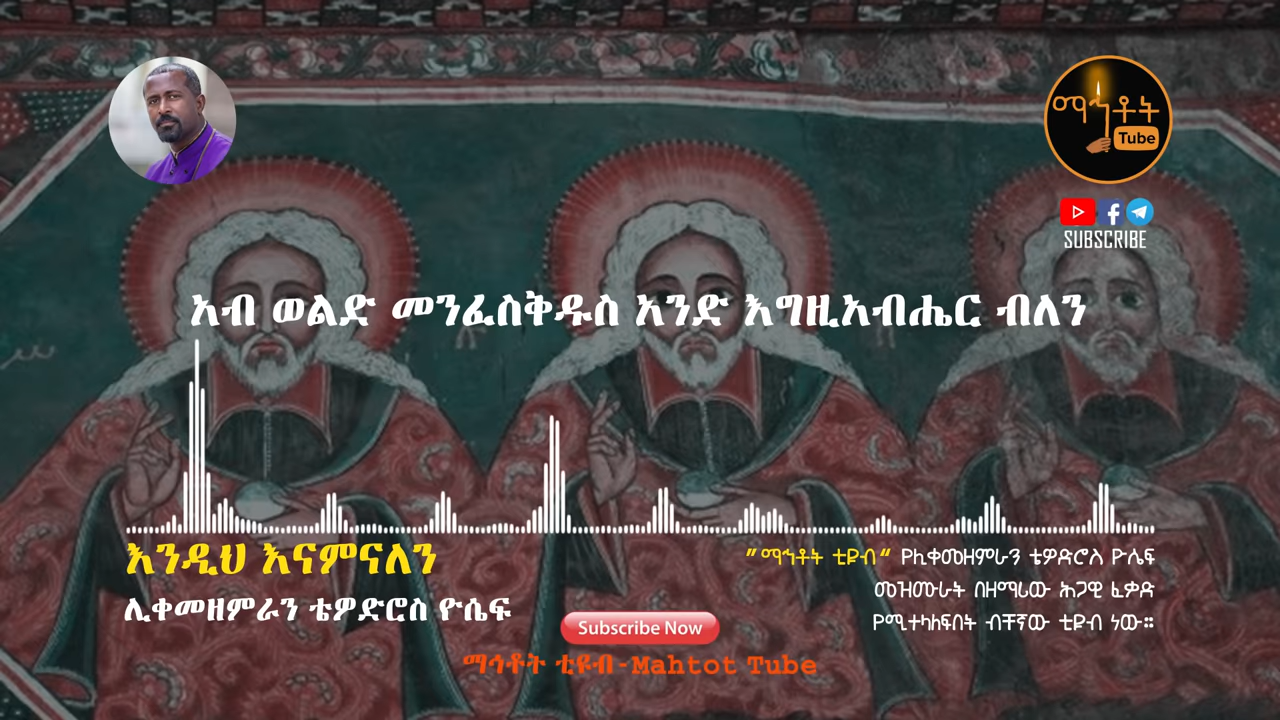 ማኅቶት
Tube
SUBSCRIBE
አብ ወልድ መንፈስቅዱስ አንድ እግዚአብሔር ብለን
እንዲህ እናምናለን
ሊቀመዘምራን ቴዎድሮስ ዮሴፍ
"ማኅቶት ቲዩብ" የሊቀመዘምራን ቴዎድሮስ ዮሴፍ
መዝሙራት በዘማሪው ሕጋዊ ፈቃድ
የሚተላለፍበት ብቸኛው ቲዩብ ነው።
Subscribe Now
ማኅቶት ቲዩብ-Mahtot Tube